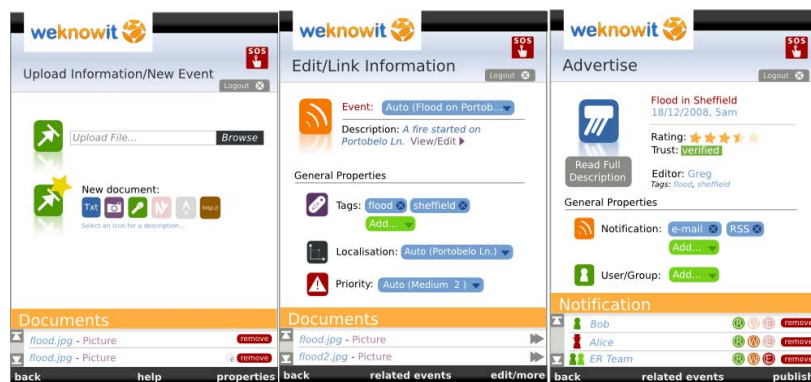 weknowit
SOS
Upload Information/New Event
Logout
Upload File...
Browse
New document:
Txt
http://
Select an icon for a description...
Documents
flood.jpg - Picture
remove
flood.jpg - Picture
remove
back
help
properties
weknowit
SOS
Edit/Link Information
Logout
Event: Auto (Flood on Portob...
Description: A fire started on
Portobelo Ln. View/Edit
General Properties
Tags: flood sheffield
Add...
Localisation: Auto (Portobelo Ln.)
Priority: Auto (Medium 2 )
Documents
flood.jpg - Picture
flood2.jpg - Picture
back
related events
edit/more
weknowit
SOS
Advertise
Logout
Flood in Sheffield
18/12/2008, 5am
Rating:
Trust: verified
Read Full
Description
Editor: Greg
Tags: flood, sheffield
General Properties
Notification: e-mail RSS
Add...
User/Group: Add...
Notification
Bob
R W E remove
Alice
R W E remove
ER Team
R W E remove
back
related events
publish